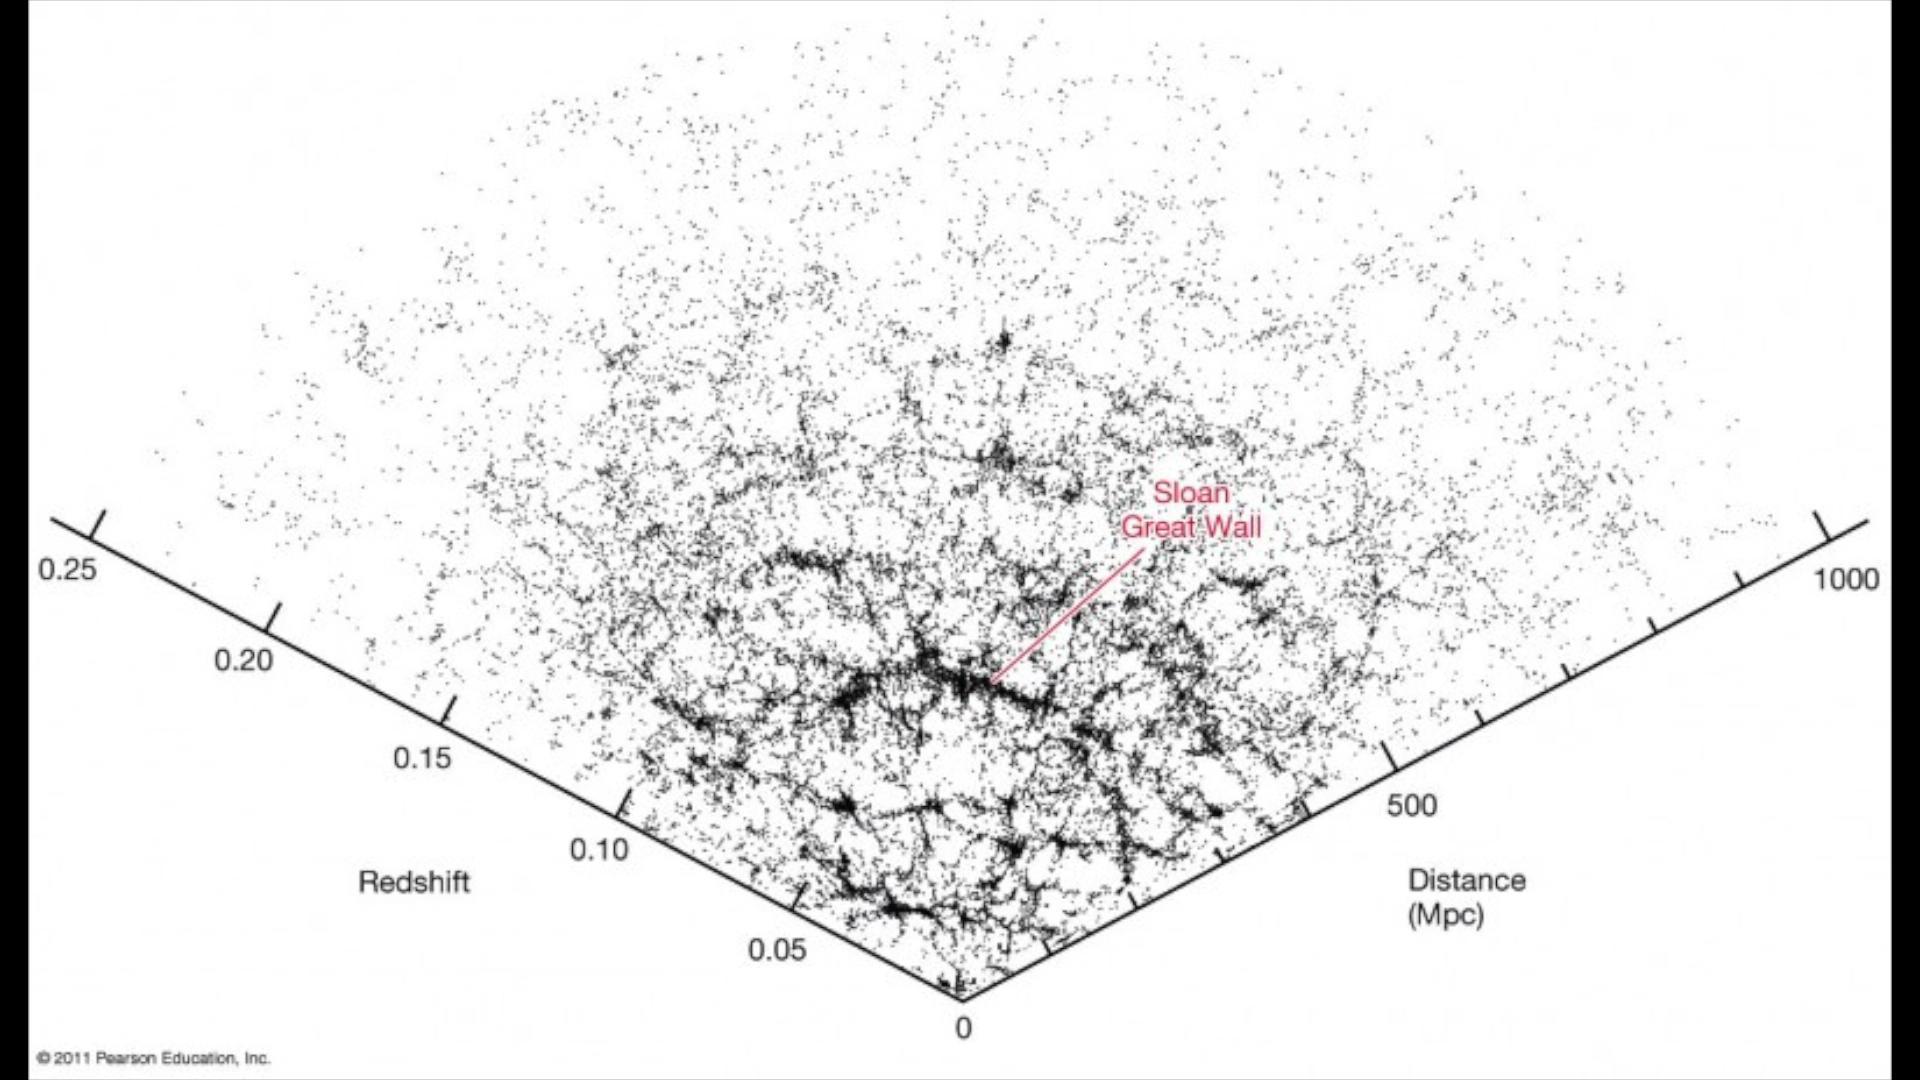 Sloan
Great Wall
0.25
0.20
0.15
0.10
0.05
0
500
1000
Redshift
Distance
(Mpc)
© 2011 Pearson Education, Inc.